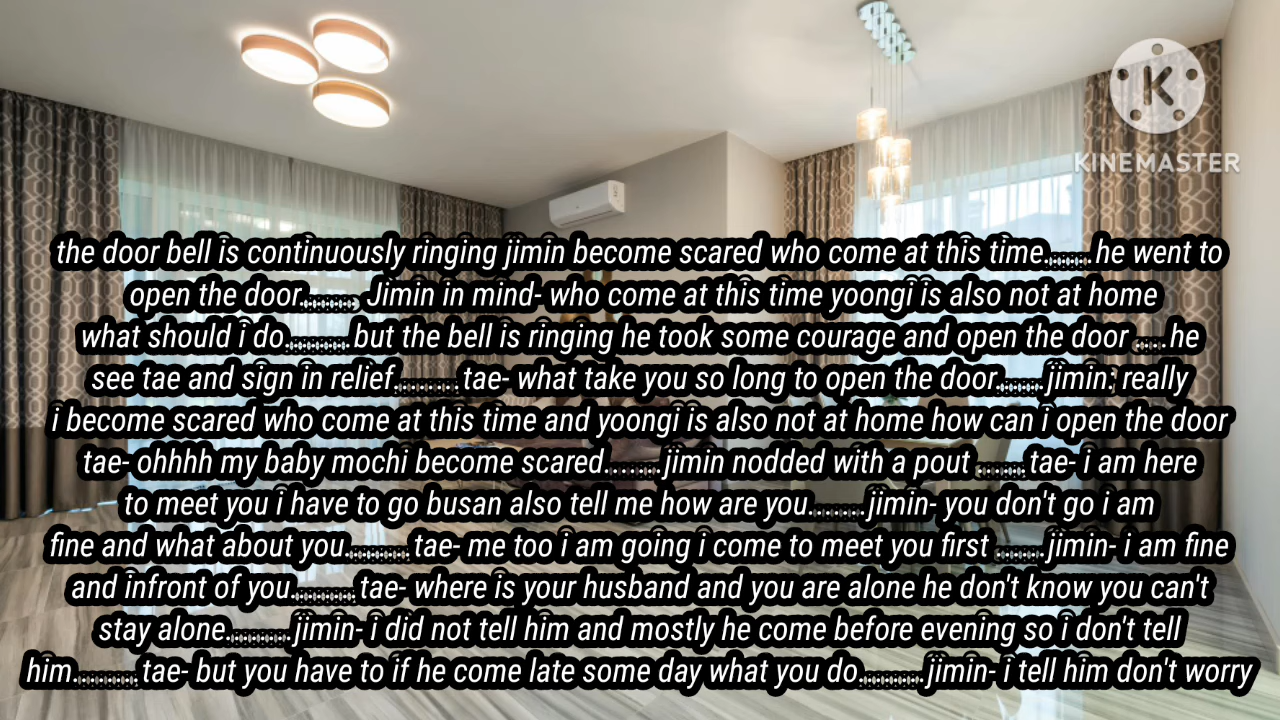 K
KINEMASTER
the door bell is continuously ringing jimin become scared who come at this time........he went to
open the door.......... Jimin in mind- who come at this time yoongi is also not at home
what should i do...........but the bell is ringing he took some courage and open the door ......he
see tae and sign in relief...........tae- what take you so long to open the door........jimin: really
i become scared who come at this time and yoongi is also not at home how can i open the door
tae- ohhhh my baby mochi become scared.........jimin nodded with a pout .........tae- i am here
to meet you i have to go busan also tell me how are you..........jimin- you don't go i am
fine and what about you...........tae- me too i am going i come to meet you first .........jimin- i am fine
and infront of you...........tae- where is your husband and you are alone he don't know you can't
stay alone...........jimin- i did not tell him and mostly he come before evening so i don't tell
him...........tae- but you have to if he come late some day what you do...........jimin- i tell him don't worry